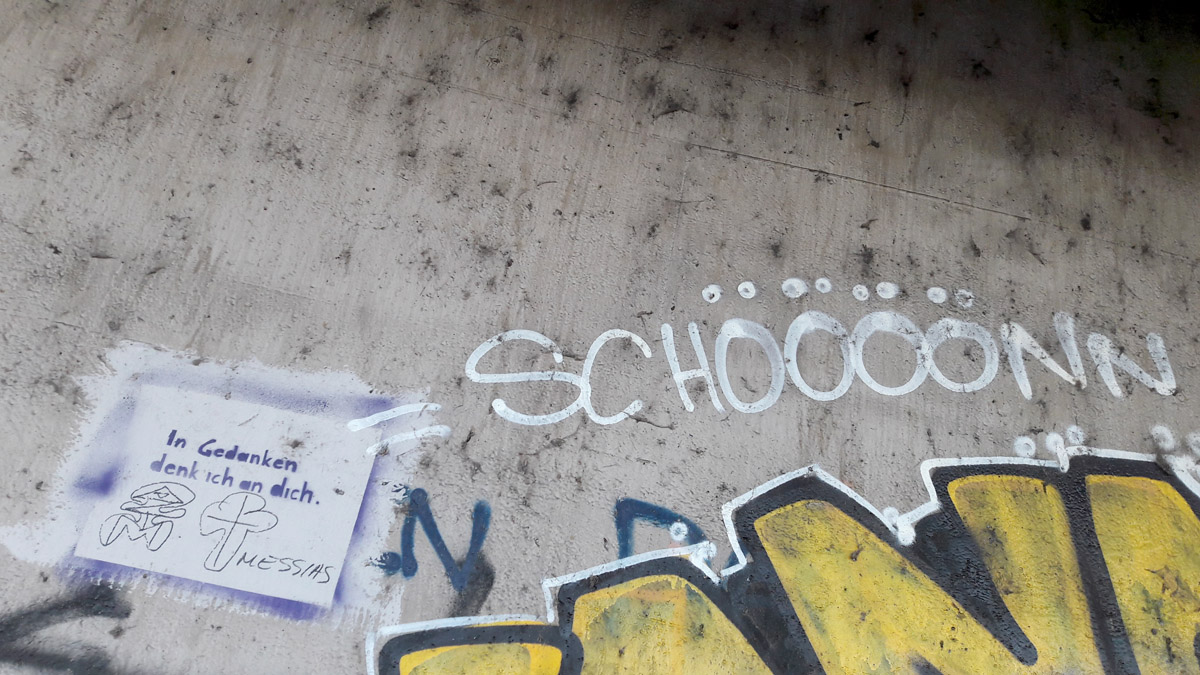 SCHÖÖÖÖNN
In Gedanken
denk ich an dich.
MESSIAS